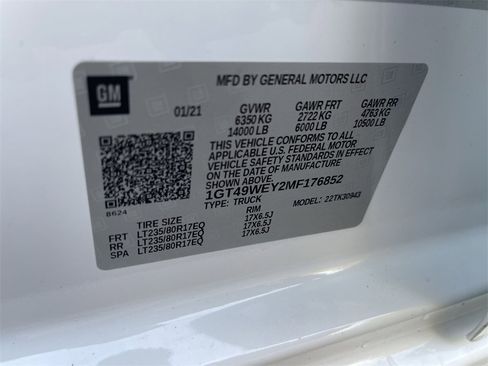 GM
MFD BY GENERAL MOTORS LLC
01/21 GVWR GAWR FRT GAWR RR
6350 KG 2722 KG 4763 KG
14000 LB 6000 LB 10500 LB
THIS VEHICLE CONFORMS TO ALL
APPLICABLE U.S. FEDERAL MOTOR
VEHICLE SAFETY STANDARDS IN
EFFECT ON THE DATE OF
MANUFACTURE SHOWN ABOVE.
1GT49WEY2MF176852
8624 TYPE: TRUCK MODEL: 22TK30943
TIRE SIZE RIM
FRT LT235/80R17EQ 17X6.5J
RR LT235/80R17EQ 17X6.5J
SPA LT235/80R17EQ 17X6.5J